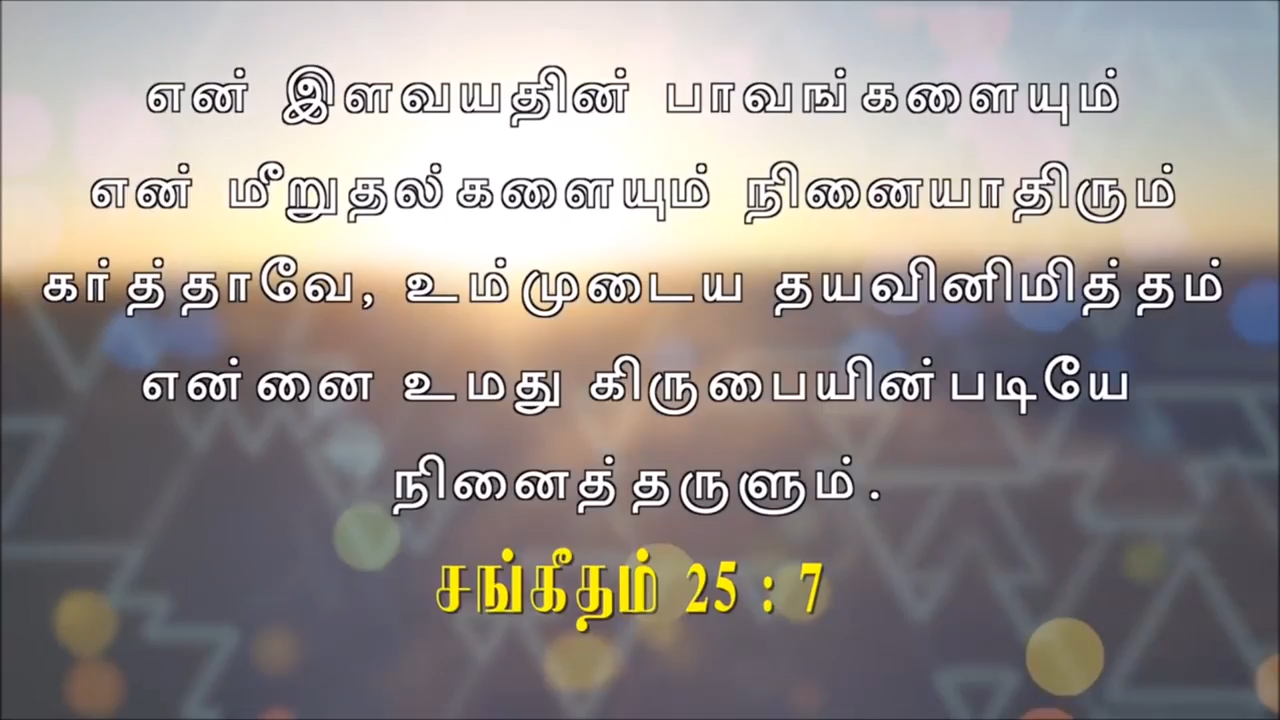 என் இளவயதின் பாவங்களையும்
என் மீறுதல்களையும் நினையாதிரும்
கர்த்தாவே, உம்முடைய தயவினிமித்தம்
என்னை உமது கிருபையின்படியே
நினைத்தருளும்.
சங்கீதம் 25 : 7